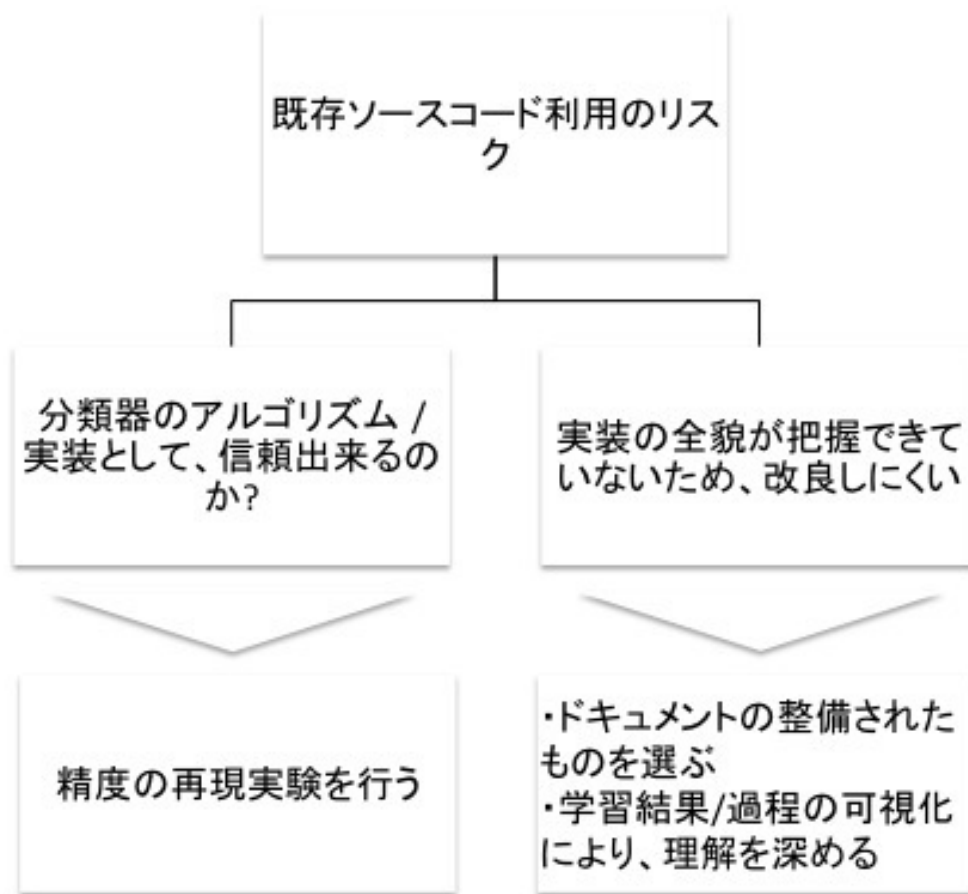 既存ソースコード利用のリス
ク
分類器のアルゴリズム /
実装として、信頼出来るの
か?
実装の全貌が把握できて
いないため、改良しにくい
精度の再現実験を行う
・ドキュメントの整備された
ものを選ぶ
・学習結果/過程の可視化
により、理解を深める